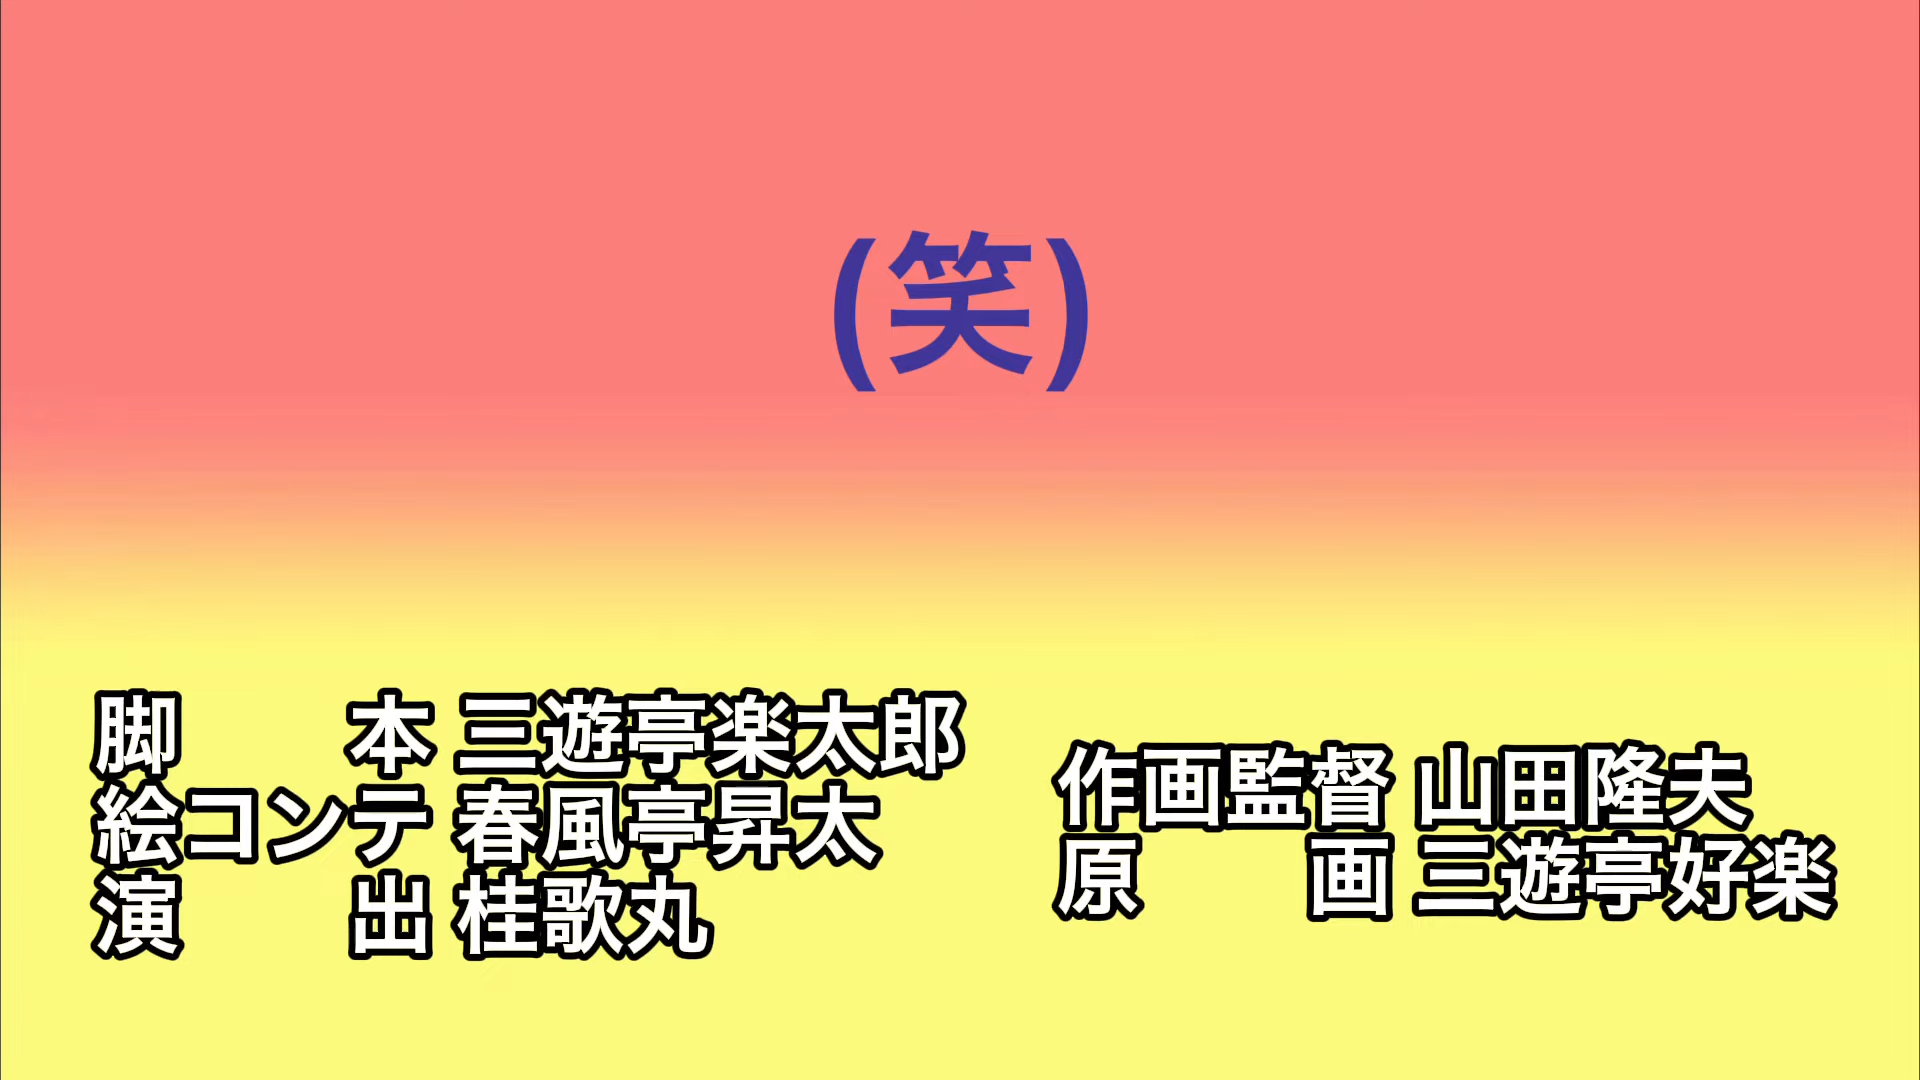 (笑)
脚　　本 三遊亭楽太郎
絵コンテ 春風亭昇太
演　　出 桂歌丸
作画監督 山田隆夫
原　　画 三遊亭好楽